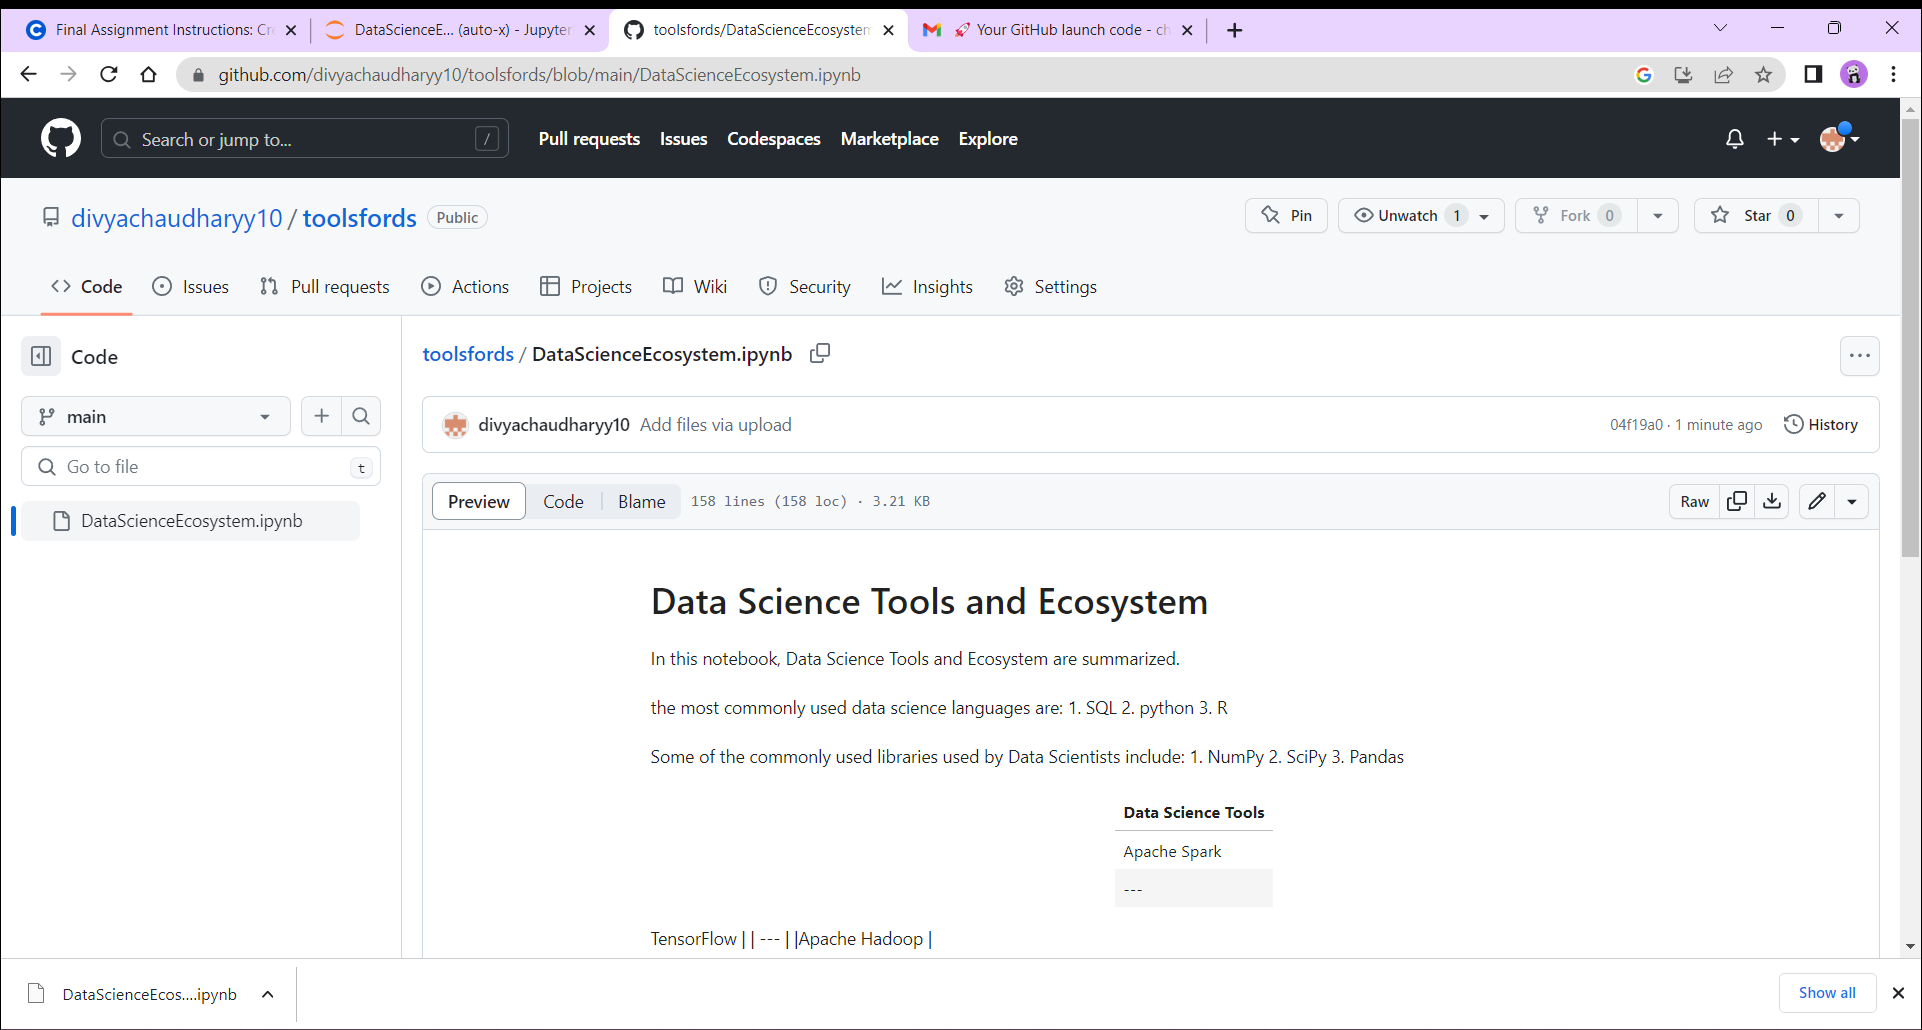 Final Assignment Instructions: Cr
DataScienceE... (auto-x) - Jupyter
toolsfords/DataScienceEcosystem
🚀 Your GitHub launch code - ch
github.com/divyachaudharyy10/toolsfords/blob/main/DataScienceEcosystem.ipynb
Search or jump to... /
Pull requests Issues Codespaces Marketplace Explore
divyachaudharyy10 / toolsfords Public
Pin Unwatch 1 Fork 0 Star 0
Code Issues Pull requests Actions Projects Wiki Security Insights Settings
Code
main
Go to file t
DataScienceEcosystem.ipynb
toolsfords / DataScienceEcosystem.ipynb
divyachaudharyy10 Add files via upload 04f19a0 · 1 minute ago History
Preview Code Blame 158 lines (158 loc) · 3.21 KB Raw
Data Science Tools and Ecosystem
In this notebook, Data Science Tools and Ecosystem are summarized.
the most commonly used data science languages are: 1. SQL 2. python 3. R
Some of the commonly used libraries used by Data Scientists include: 1. NumPy 2. SciPy 3. Pandas
Data Science Tools
Apache Spark
---
TensorFlow | | --- | |Apache Hadoop |
DataScienceEcos....ipynb Show all